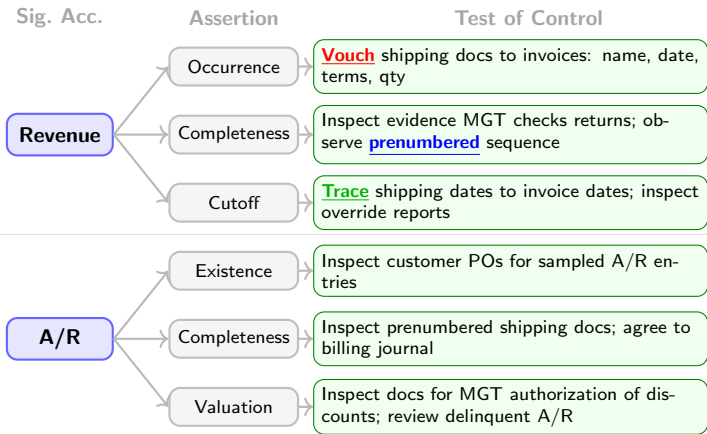 Sig. Acc. Assertion Test of Control
Occurrence
Vouch shipping docs to invoices: name, date,
terms, qty
Revenue
Completeness
Inspect evidence MGT checks returns; ob-
serve prenumbered sequence
Cutoff
Trace shipping dates to invoice dates; inspect
override reports
Existence
Inspect customer POs for sampled A/R en-
tries
A/R
Completeness
Inspect prenumbered shipping docs; agree to
billing journal
Valuation
Inspect docs for MGT authorization of dis-
counts; review delinquent A/R